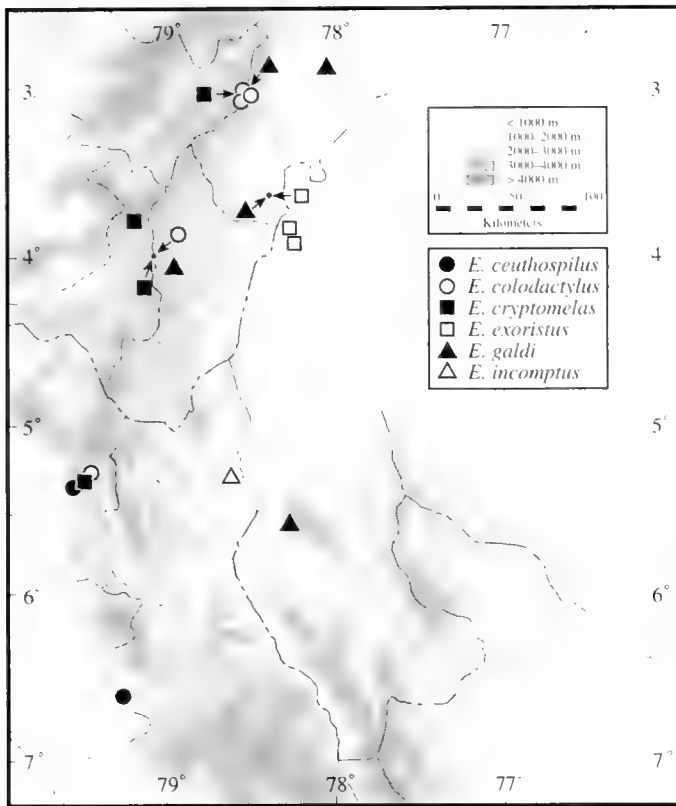 79° 78° 77
3. 3
< 1000 m
1000–2000 m
2000–3000 m
3000–4000 m
> 4000 m
0 50 100
Kilometers
4° 4
E. ceuthospilus
E. colodactylus
E. cryptomelas
E. exoristus
E. galdi
E. incomptus
5° 5
6° 6°
7° 7°
79° 78° 77